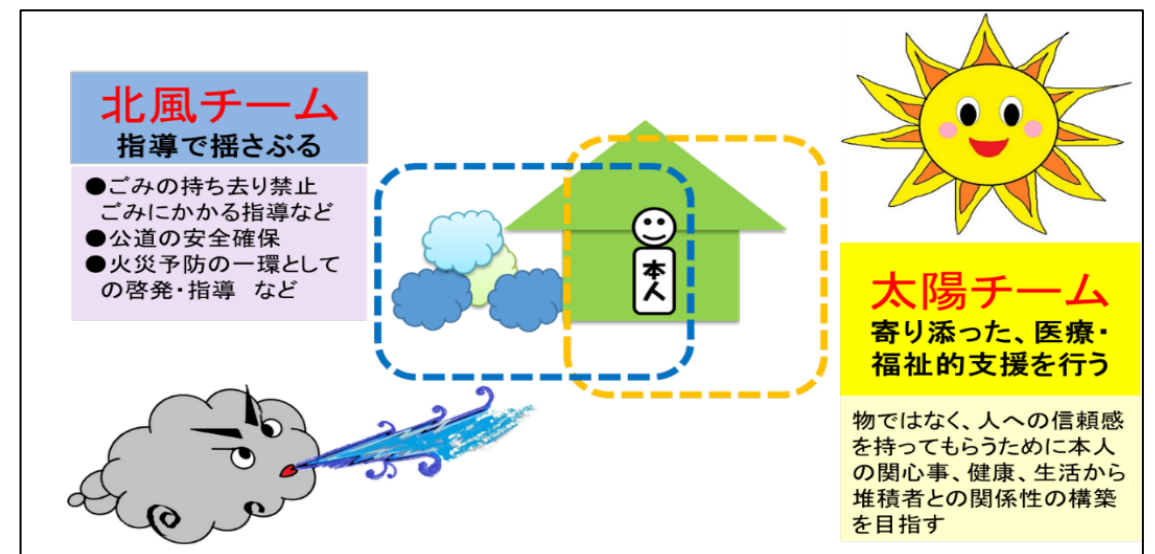 北風チーム
指導で揺さぶる
●ごみの持ち去り禁止
ごみにかかる指導など
●公道の安全確保
●火災予防の一環として
の啓発・指導　など
本人
太陽チーム
寄り添った、医療・
福祉的支援を行う
物ではなく、人への信頼感
を持ってもらうために本人
の関心事、健康、生活から
堆積者との関係性の構築
を目指す